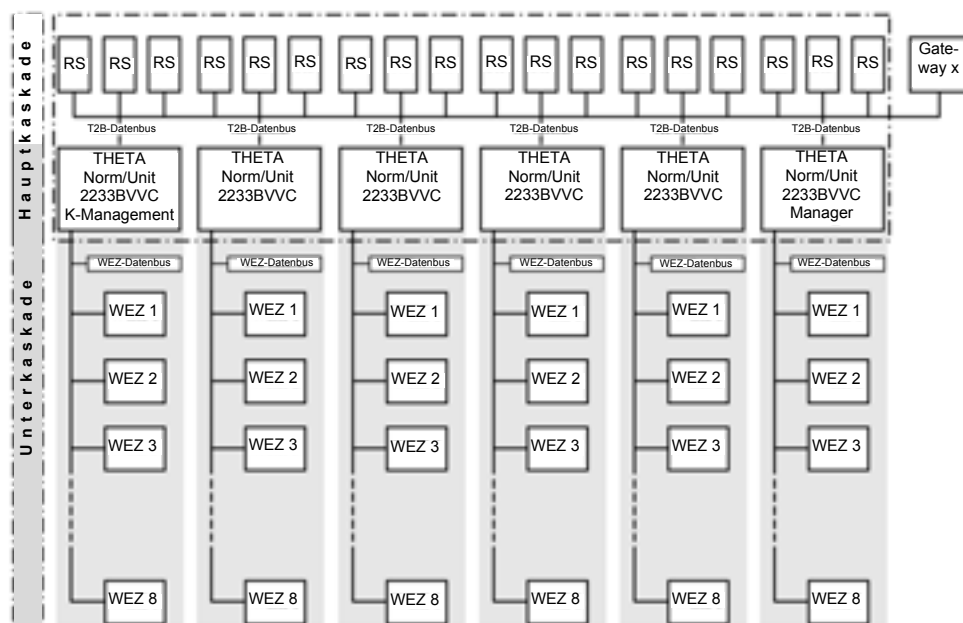 Hauptkaskade
Unterkaskade
RS RS RS RS RS RS RS RS RS RS RS RS RS RS RS RS RS RS
Gate-
way x
T2B-Datenbus T2B-Datenbus T2B-Datenbus T2B-Datenbus T2B-Datenbus T2B-Datenbus
THETA
Norm/Unit
2233BVVC
K-Management
THETA
Norm/Unit
2233BVVC
THETA
Norm/Unit
2233BVVC
THETA
Norm/Unit
2233BVVC
THETA
Norm/Unit
2233BVVC
THETA
Norm/Unit
2233BVVC
Manager
WEZ-Datenbus WEZ-Datenbus WEZ-Datenbus WEZ-Datenbus WEZ-Datenbus WEZ-Datenbus
WEZ 1 WEZ 1 WEZ 1 WEZ 1 WEZ 1 WEZ 1
WEZ 2 WEZ 2 WEZ 2 WEZ 2 WEZ 2 WEZ 2
WEZ 3 WEZ 3 WEZ 3 WEZ 3 WEZ 3 WEZ 3
WEZ 8 WEZ 8 WEZ 8 WEZ 8 WEZ 8 WEZ 8